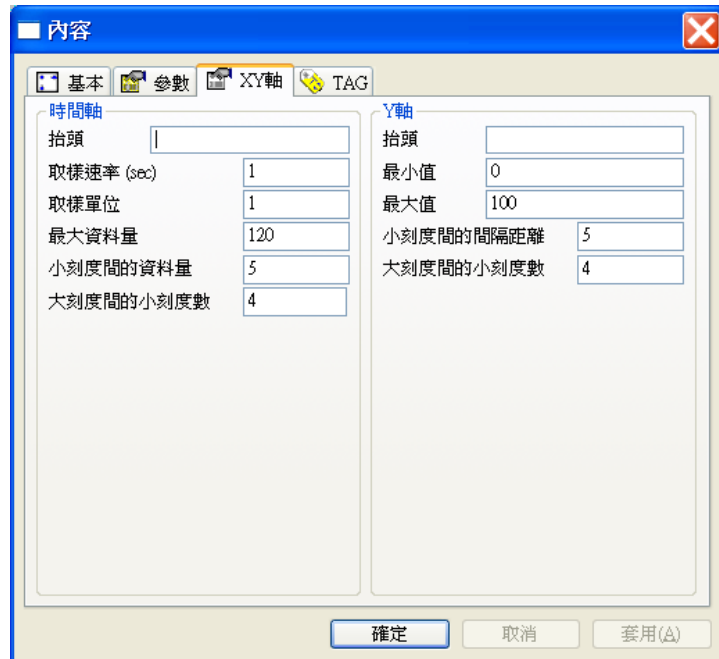 內容
基本 參數 XY軸 TAG
時間軸
抬頭
取樣速率 (sec) 1
取樣單位 1
最大資料量 120
小刻度間的資料量 5
大刻度間的小刻度數 4
Y軸
抬頭
最小值 0
最大值 100
小刻度間的間隔距離 5
大刻度間的小刻度數 4
確定 取消 套用(A)